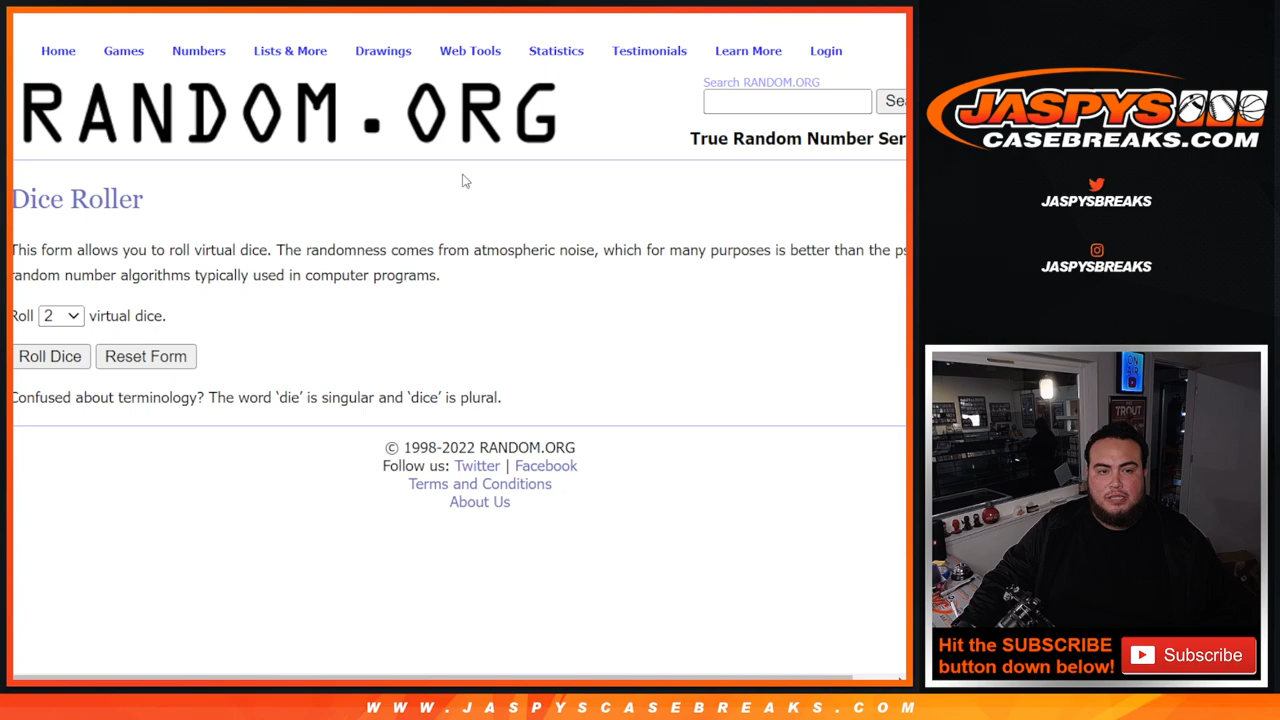 Home Games Numbers Lists & More Drawings Web Tools Statistics Testimonials Learn More Login
RANDOM.ORG
Search RANDOM.ORG
Sea
True Random Number Ser
Dice Roller
This form allows you to roll virtual dice. The randomness comes from atmospheric noise, which for many purposes is better than the ps
random number algorithms typically used in computer programs.
Roll 2 virtual dice.
Roll Dice Reset Form
Confused about terminology? The word ‘die’ is singular and ‘dice’ is plural.
© 1998-2022 RANDOM.ORG
Follow us: Twitter | Facebook
Terms and Conditions
About Us
JASPYS
CASEBREAKS.COM
JASPYSBREAKS
JASPYSBREAKS
ON
AIR
TROUT
Hit the SUBSCRIBE
button down below!
Subscribe
WWW.JASPYSCASEBREAKS.COM